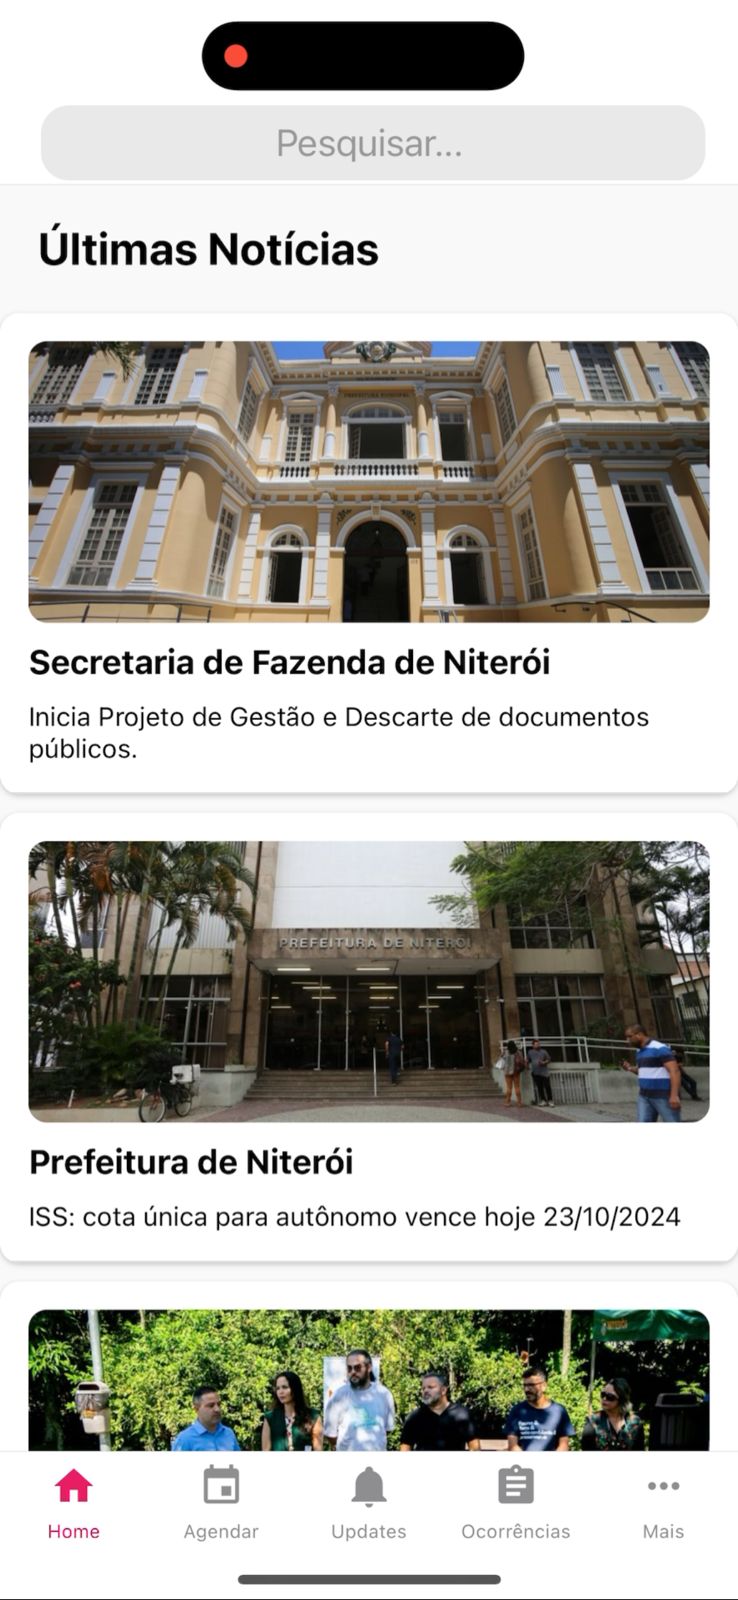 Pesquisar...
Últimas Notícias
PREFEITURA MUNICIPAL
Secretaria de Fazenda de Niterói
Inicia Projeto de Gestão e Descarte de documentos
públicos.
PREFEITURA DE NITERÓI
Prefeitura de Niterói
ISS: cota única para autônomo vence hoje 23/10/2024
Home
Agendar
Updates
Ocorrências
Mais